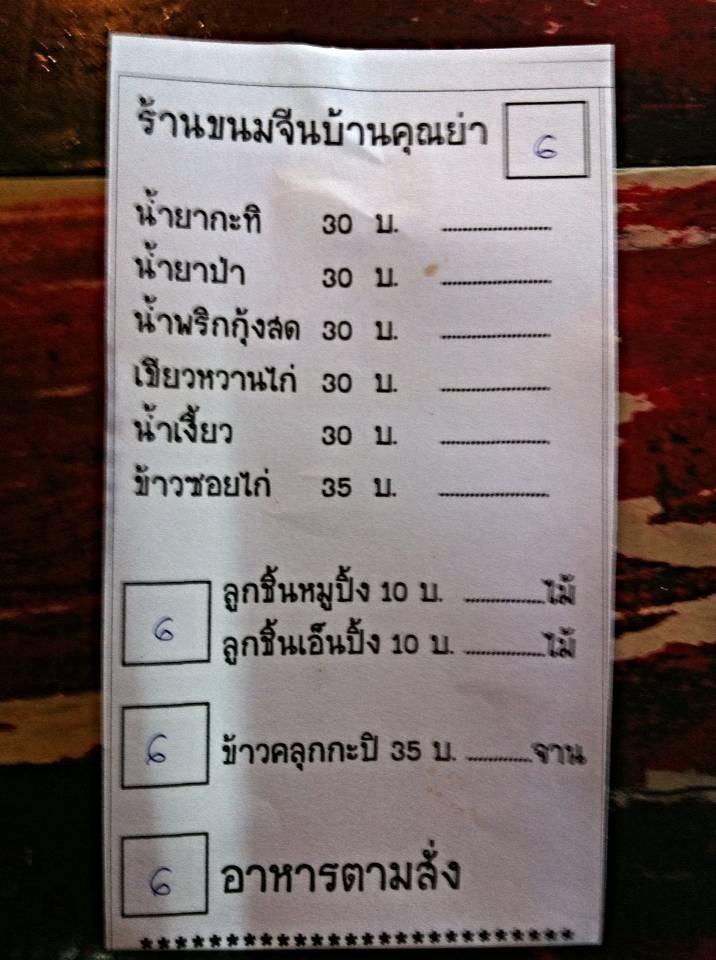 ร้านขนมจีนบ้านคุณย่า 6
น้ำยากะทิ 30 บ. ........................
น้ำยาป่า 30 บ. ........................
น้ำพริกกุ้งสด 30 บ. ........................
เขียวหวานไก่ 30 บ. ........................
น้ำเงี้ยว 30 บ. ........................
ข้าวซอยไก่ 35 บ. ........................
ลูกชิ้นหมูปิ้ง 10 บ. .................ไม้
6
ลูกชิ้นเอ็นปิ้ง 10 บ. .................ไม้
6 ข้าวคลุกกะปิ 35 บ. ..............จาน
6 อาหารตามสั่ง
**************************